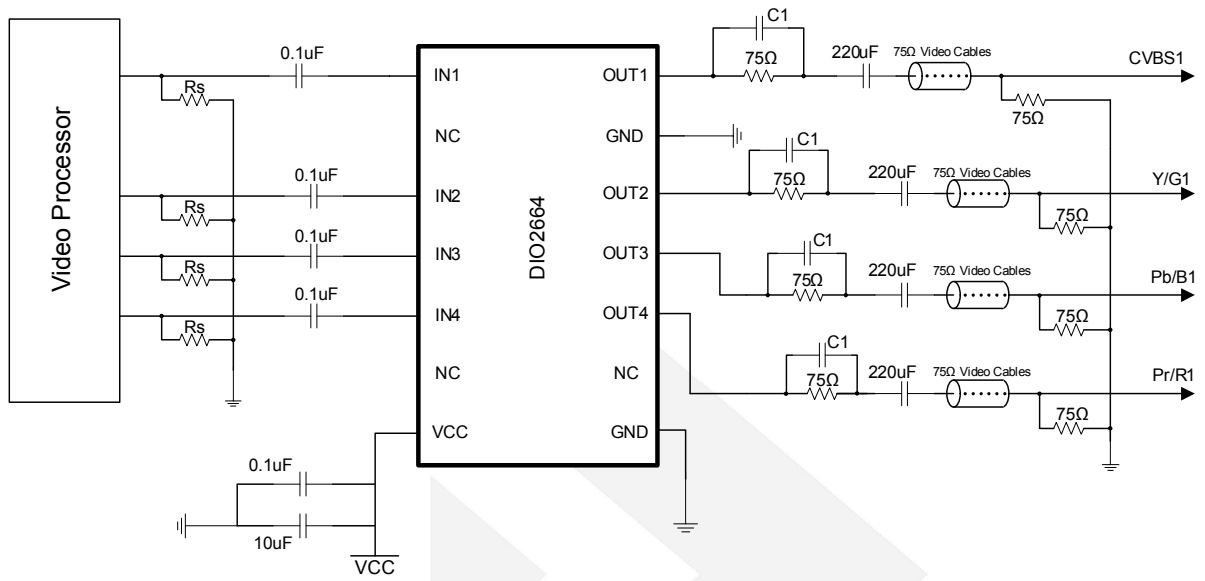 Video Processor
Rs
Rs
Rs
Rs
0.1uF
0.1uF
0.1uF
0.1uF
IN1
NC
IN2
IN3
IN4
NC
VCC
DIO2664
OUT1
GND
OUT2
OUT3
OUT4
NC
GND
0.1uF
10uF
VCC
C1
75Ω
220uF
75Ω Video Cables
CVBS1
75Ω
C1
75Ω
220uF
75Ω Video Cables
Y/G1
75Ω
C1
75Ω
220uF
75Ω Video Cables
Pb/B1
75Ω
C1
75Ω
220uF
75Ω Video Cables
Pr/R1
75Ω